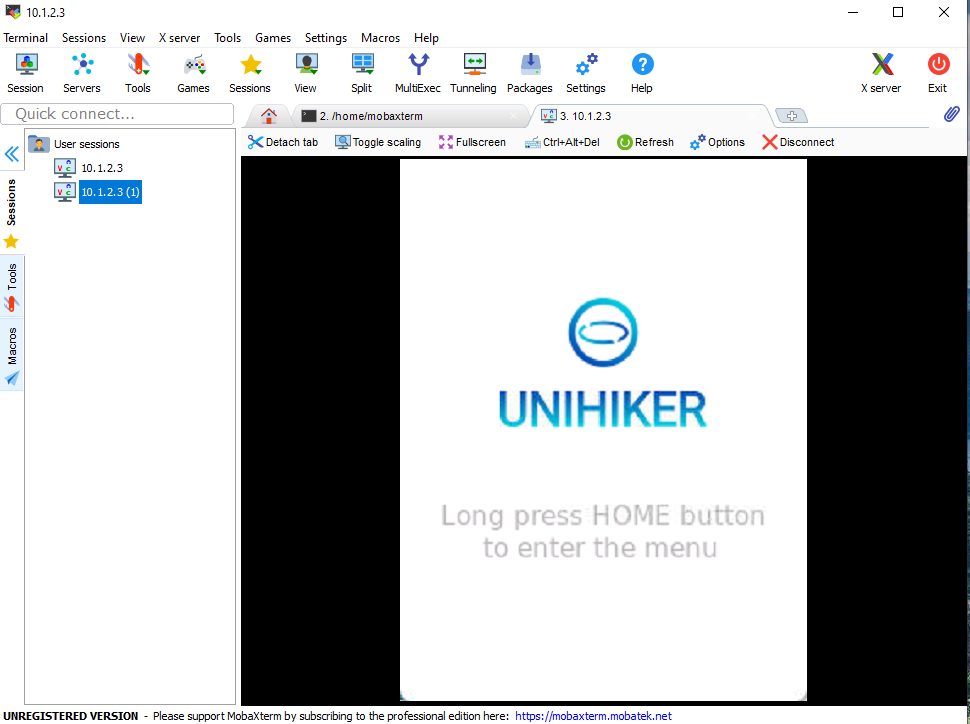 10.1.2.3
Terminal Sessions View X server Tools Games Settings Macros Help
Session Servers Tools Games Sessions View Split MultiExec Tunneling Packages Settings Help X server Exit
Quick connect...
2. /home/mobaxterm
3. 10.1.2.3
Detach tab Toggle scaling Fullscreen Ctrl+Alt+Del Refresh Options Disconnect
User sessions
10.1.2.3
10.1.2.3 (1)
Sessions
Tools
Macros
UNIHIKER
Long press HOME button
to enter the menu
UNREGISTERED VERSION - Please support MobaXterm by subscribing to the professional edition here: https://mobaxterm.mobatek.net